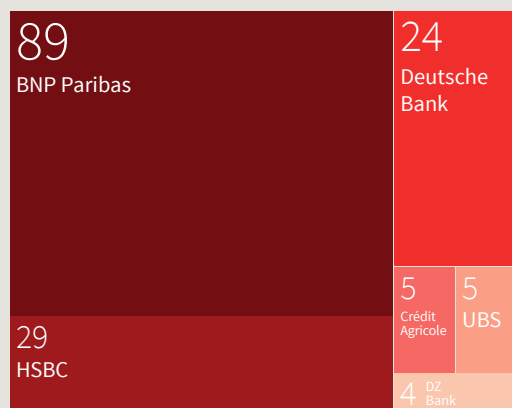 89
BNP Paribas
29
HSBC
24
Deutsche
Bank
5
Crédit
Agricole
5
UBS
4
DZ
Bank